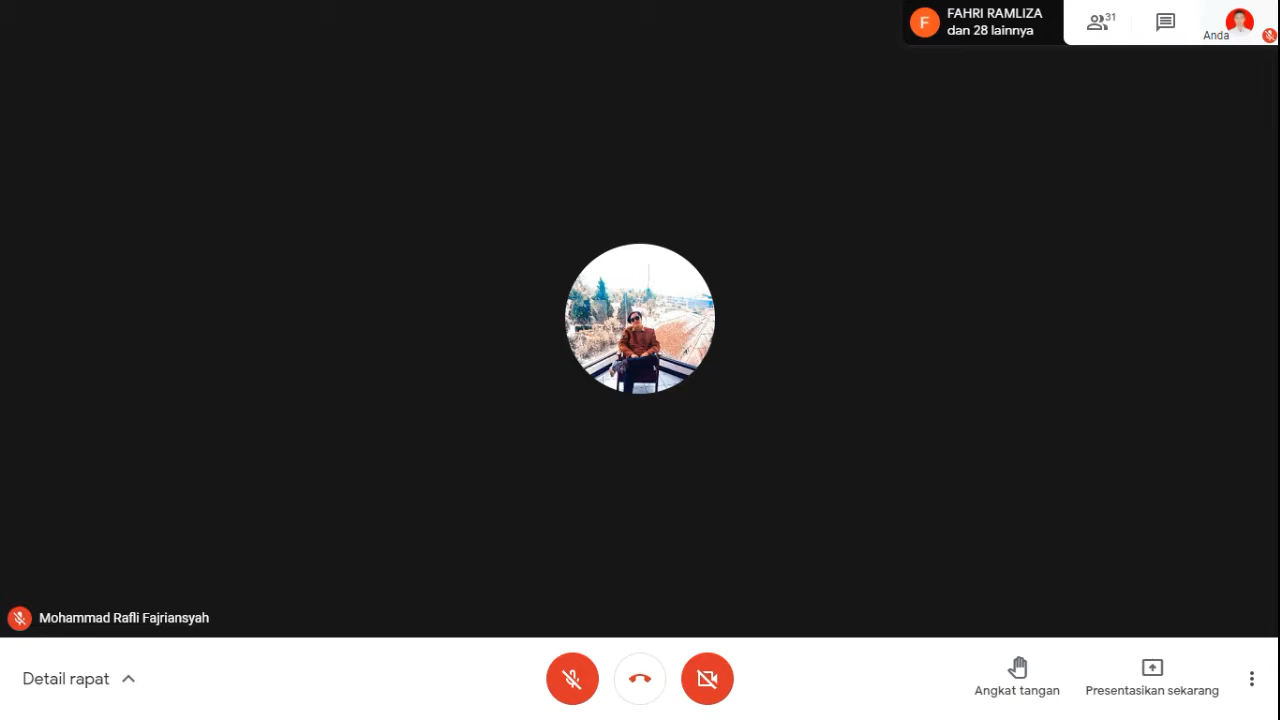 F
FAHRI RAMLIZA
dan 28 lainnya
31
Anda
Mohammad Rafli Fajriansyah
Detail rapat
Angkat tangan
Presentasikan sekarang